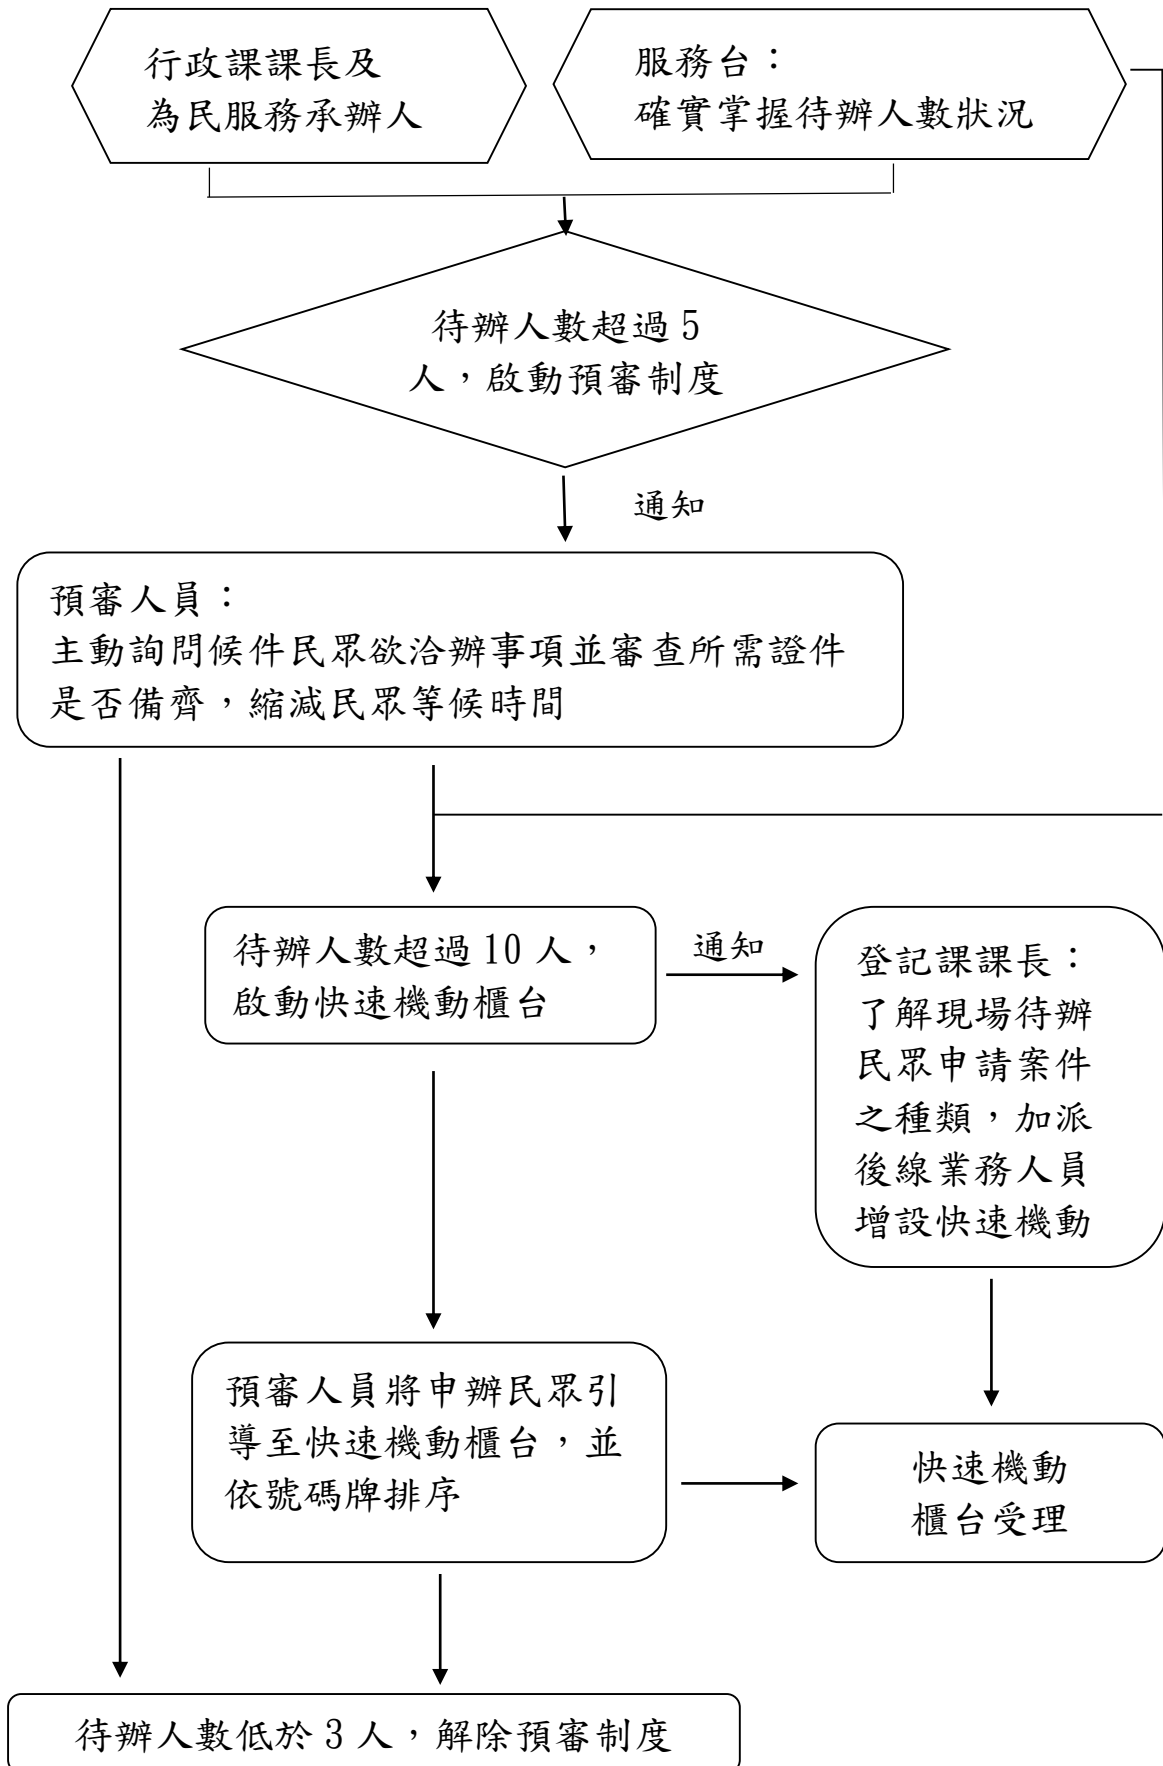 行政課課長及
為民服務承辦人
服務台：
確實掌握待辦人數狀況
待辦人數超過 5
人，啟動預審制度
通知
預審人員：
主動詢問候件民眾欲洽辦事項並審查所需證件
是否備齊，縮減民眾等候時間
待辦人數超過 10 人，
啟動快速機動櫃台
通知
登記課課長：
了解現場待辦
民眾申請案件
之種類，加派
後線業務人員
增設快速機動
預審人員將申辦民眾引
導至快速機動櫃台，並
依號碼牌排序
快速機動
櫃台受理
待辦人數低於 3 人，解除預審制度